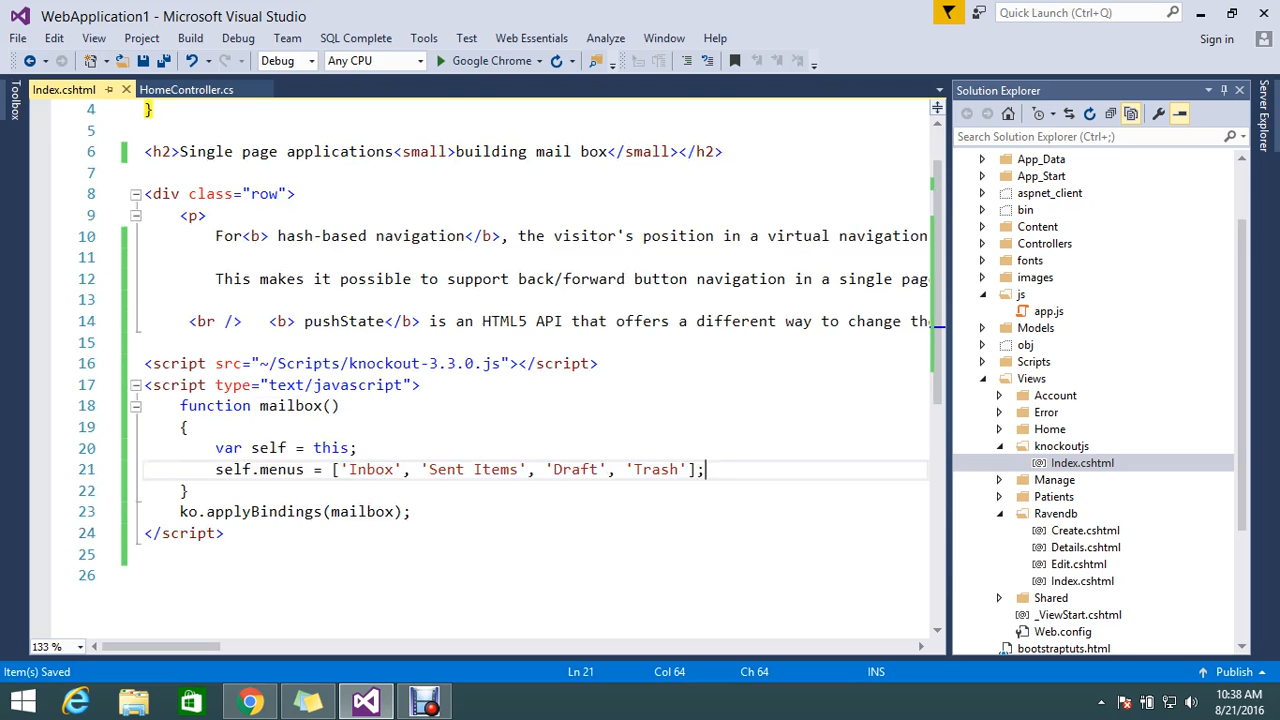 WebApplication1 - Microsoft Visual Studio
Quick Launch (Ctrl+Q)
File Edit View Project Build Debug Team SQL Complete Tools Test Web Essentials Analyze Window Help
Sign in
Debug Any CPU Google Chrome
Toolbox
Index.cshtml HomeController.cs
4 }
5
6 <h2>Single page applications<small>building mail box</small></h2>
7
8 <div class="row">
9 <p>
10 For<b> hash-based navigation</b>, the visitor's position in a virtual navigation
11
12 This makes it possible to support back/forward button navigation in a single pag
13
14 <br /> <b> pushState</b> is an HTML5 API that offers a different way to change th
15
16 <script src="~/Scripts/knockout-3.3.0.js"></script>
17 <script type="text/javascript">
18 function mailbox()
19 {
20 var self = this;
21 self.menus = ['Inbox', 'Sent Items', 'Draft', 'Trash'];
22 }
23 ko.applyBindings(mailbox);
24 </script>
25
26
133 %
Solution Explorer
Search Solution Explorer (Ctrl+;)
App_Data
App_Start
aspnet_client
bin
Content
Controllers
fonts
images
js
app.js
Models
obj
Scripts
Views
Account
Error
Home
knockoutjs
Index.cshtml
Manage
Patients
Ravendb
Create.cshtml
Details.cshtml
Edit.cshtml
Index.cshtml
Shared
_ViewStart.cshtml
Web.config
bootstraptuts.html
Server Explorer
Item(s) Saved Ln 21 Col 64 Ch 64 INS Publish
10:38 AM
8/21/2016